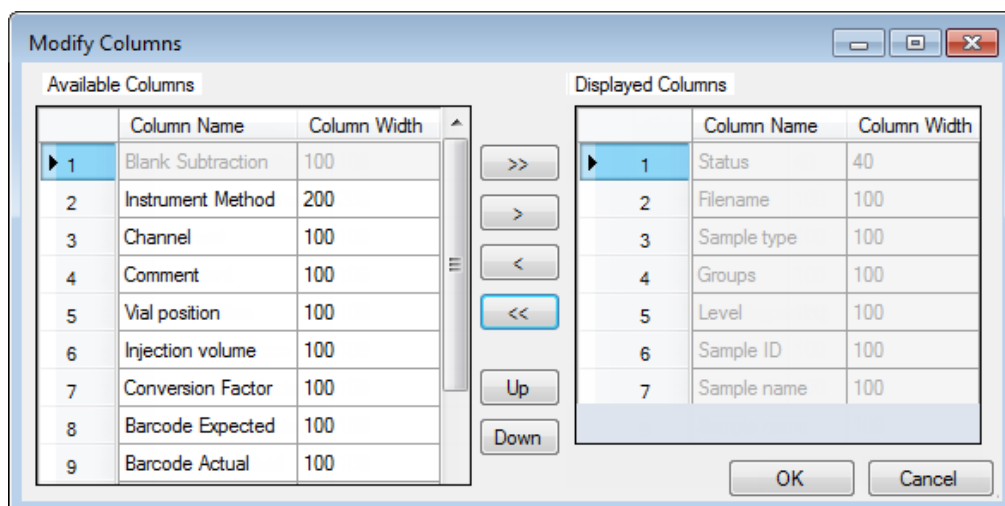 Modify Columns
Available Columns
Column Name Column Width
1 Blank Subtraction 100
2 Instrument Method 200
3 Channel 100
4 Comment 100
5 Vial position 100
6 Injection volume 100
7 Conversion Factor 100
8 Barcode Expected 100
9 Barcode Actual 100
>>
>
<
<<
Up
Down
Displayed Columns
Column Name Column Width
1 Status 40
2 Filename 100
3 Sample type 100
4 Groups 100
5 Level 100
6 Sample ID 100
7 Sample name 100
OK Cancel